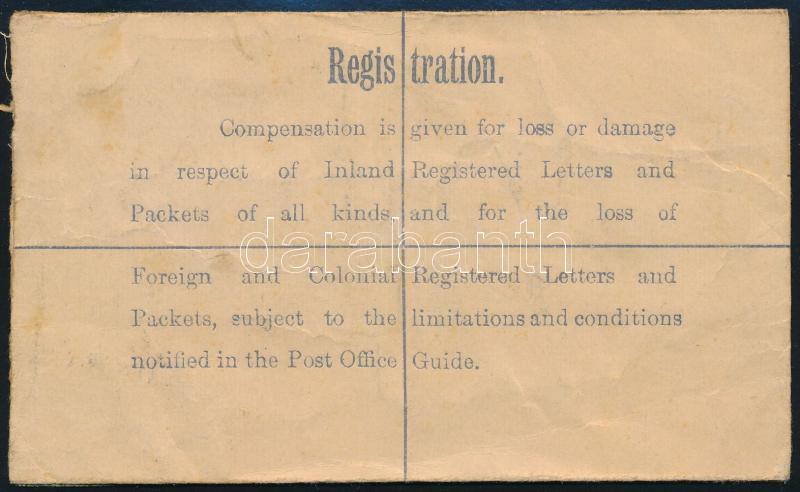 Registration.
Compensation is given for loss or damage
in respect of Inland Registered Letters and
Packets of all kinds, and for the loss of
darabanth
Foreign and Colonial Registered Letters and
Packets, subject to the limitations and conditions
notified in the Post Office Guide.